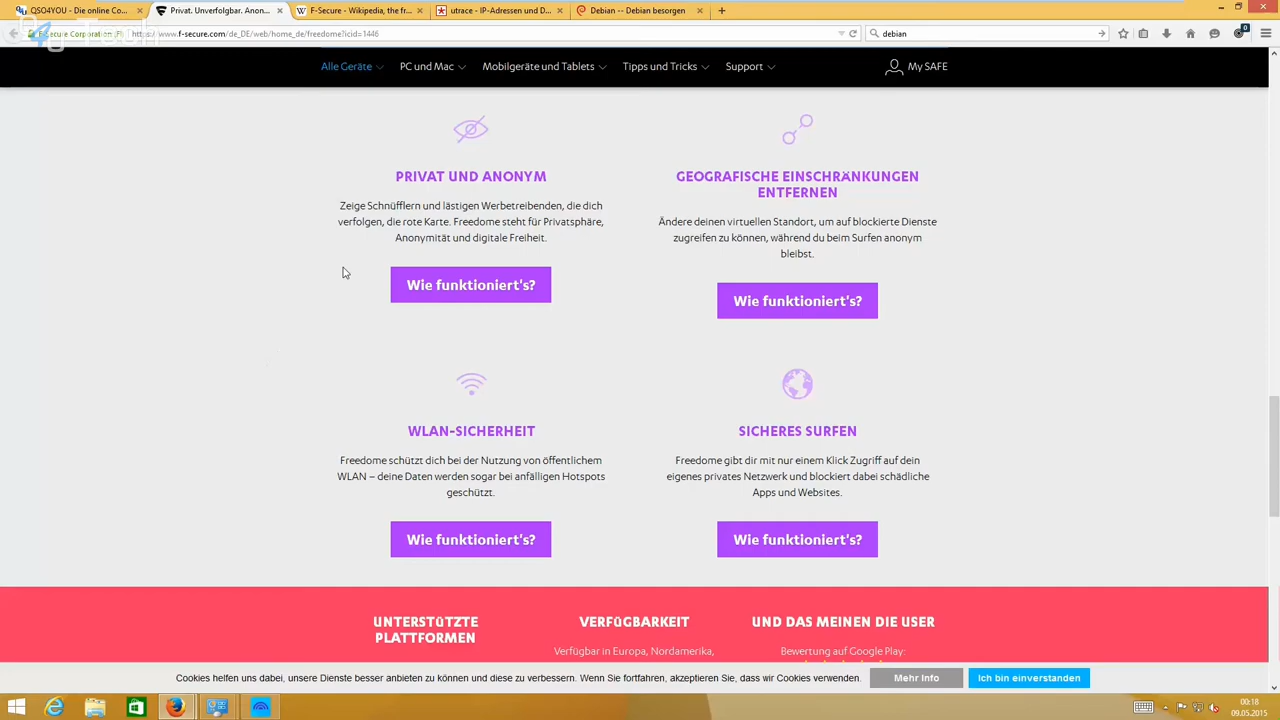 QSO4YOU - Die online Co... × Privat. Unverfolgbar. Anon... × F-Secure - Wikipedia, the fr... × utrace - IP-Adressen und D... × Debian -- Debian besorgen × +
F-Secure Corporation (FI) https://www.f-secure.com/de_DE/web/home_de/freedome?icid=1446 debian
Alle Geräte PC und Mac Mobilgeräte und Tablets Tipps und Tricks Support My SAFE
PRIVAT UND ANONYM
Zeige Schnüfflern und lästigen Werbetreibenden, die dich
verfolgen, die rote Karte. Freedome steht für Privatsphäre,
Anonymität und digitale Freiheit.
Wie funktioniert's?
GEOGRAFISCHE EINSCHRÄNKUNGEN
ENTFERNEN
Ändere deinen virtuellen Standort, um auf blockierte Dienste
zugreifen zu können, während du beim Surfen anonym
bleibst.
Wie funktioniert's?
WLAN-SICHERHEIT
Freedome schützt dich bei der Nutzung von öffentlichem
WLAN – deine Daten werden sogar bei anfälligen Hotspots
geschützt.
Wie funktioniert's?
SICHERES SURFEN
Freedome gibt dir mit nur einem Klick Zugriff auf dein
eigenes privates Netzwerk und blockiert dabei schädliche
Apps und Websites.
Wie funktioniert's?
UNTERSTÜTZTE
PLATTFORMEN
VERFÜGBARKEIT
Verfügbar in Europa, Nordamerika,
UND DAS MEINEN DIE USER
Bewertung auf Google Play:
Cookies helfen uns dabei, unsere Dienste besser anbieten zu können und diese zu verbessern. Wenn Sie fortfahren, akzeptieren Sie, dass wir Cookies verwenden. Mehr Info Ich bin einverstanden
00:18
09.05.2015